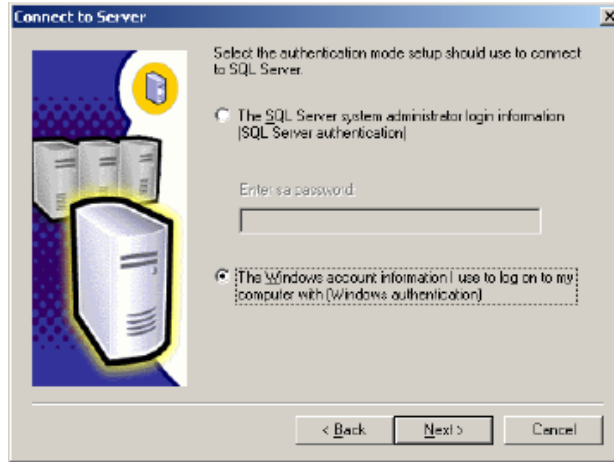 Connect to Server
Select the authentication mode setup should use to connect
to SQL Server.
The SQL Server system administrator login information
(SQL Server authentication)
Enter sa password:
The Windows account information I use to log on to my
computer with (Windows authentication)
< Back
Next >
Cancel